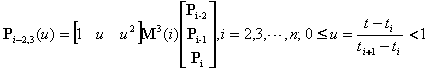 P_{i-2,3}(u) = [1 u u^2] M^3(i) [P_{i-2} P_{i-1} P_i], i = 2,3,⋯,n; 0 ≤ u = (t − t_i)/(t_{i+1} − t_i) < 1